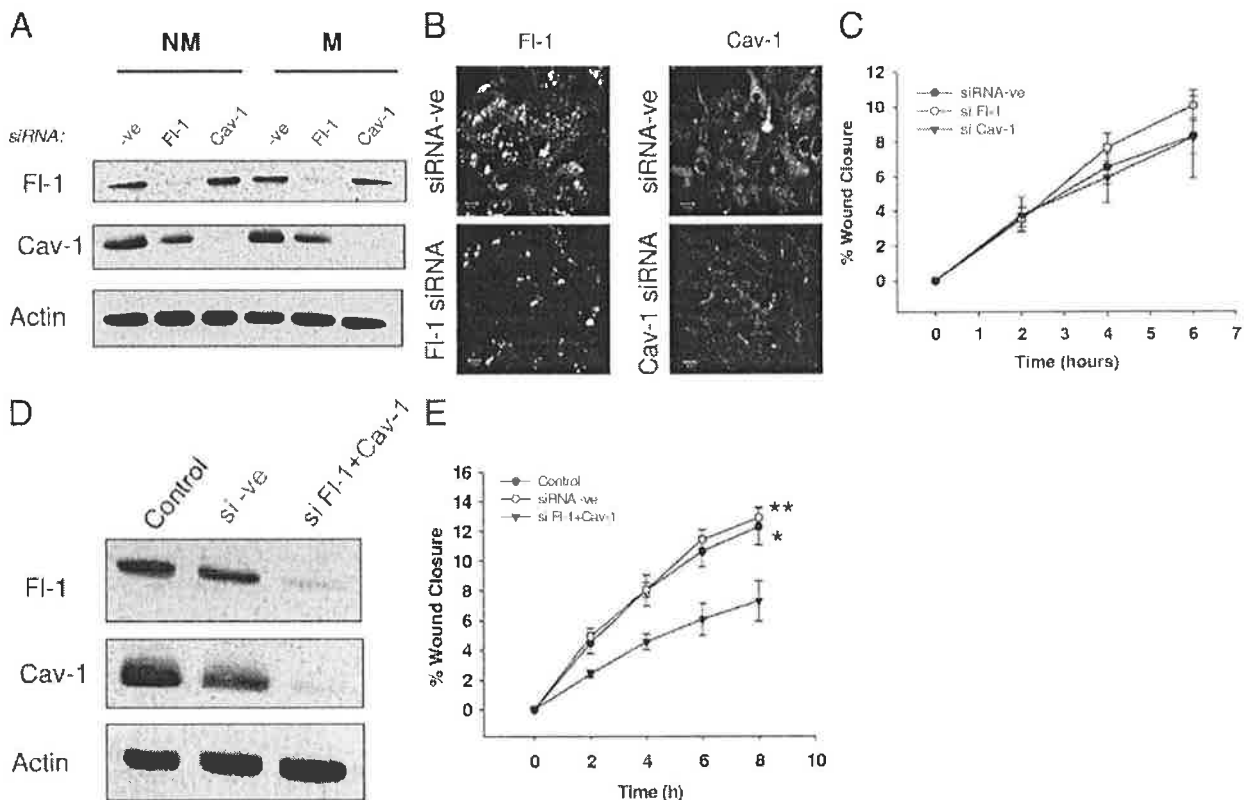 A
NM M
siRNA: -ve Fl-1 Cav-1 -ve Fl-1 Cav-1
Fl-1
Cav-1
Actin
B
Fl-1 Cav-1
siRNA-ve
siRNA-ve
Fl-1 siRNA
Cav-1 siRNA
C
% Wound Closure
12
10
8
6
4
2
0
siRNA-ve
si Fl-1
si Cav-1
0 1 2 3 4 5 6 7
Time (hours)
D
Control si -ve si Fl-1+Cav-1
Fl-1
Cav-1
Actin
E
% Wound Closure
16
14
12
10
8
6
4
2
0
Control
siRNA -ve
si Fl-1+Cav-1
**
*
0 2 4 6 8 10
Time (h)